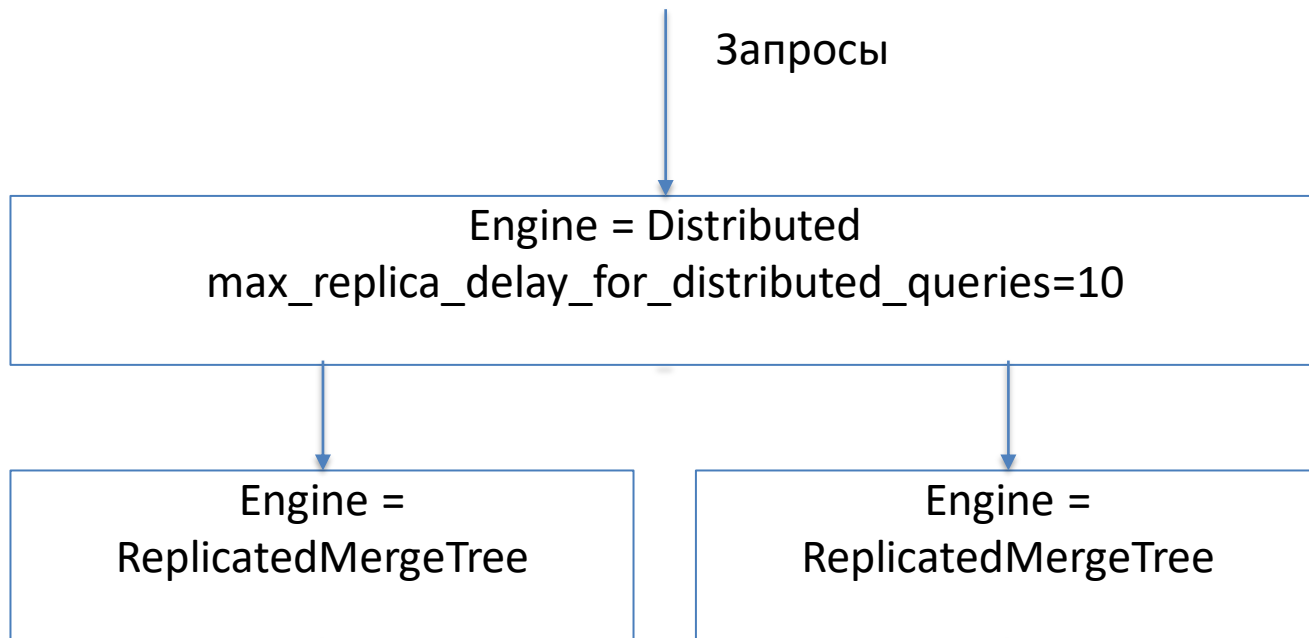 Запросы
Engine = Distributed
max_replica_delay_for_distributed_queries=10
Engine =
ReplicatedMergeTree
Engine =
ReplicatedMergeTree